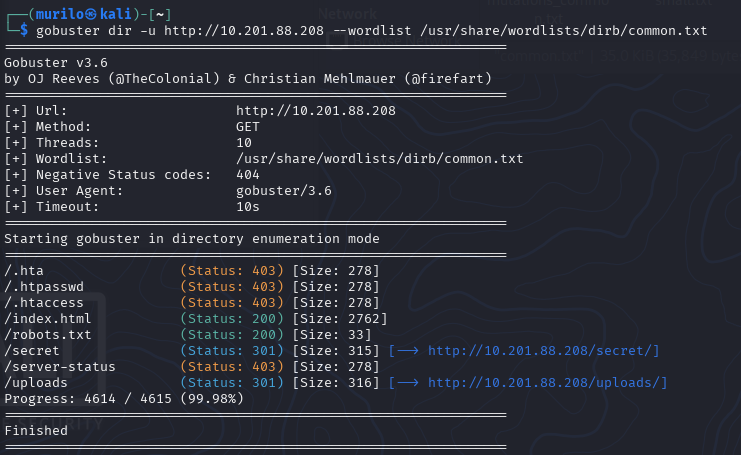 (murilo㉿kali)-[~]
$ gobuster dir -u http://10.201.88.208 --wordlist /usr/share/wordlists/dirb/common.txt
Gobuster v3.6
by OJ Reeves (@TheColonial) & Christian Mehlmauer (@firefart)
[+] Url: http://10.201.88.208
[+] Method: GET
[+] Threads: 10
[+] Wordlist: /usr/share/wordlists/dirb/common.txt
[+] Negative Status codes: 404
[+] User Agent: gobuster/3.6
[+] Timeout: 10s
Starting gobuster in directory enumeration mode
/.hta (Status: 403) [Size: 278]
/.htpasswd (Status: 403) [Size: 278]
/.htaccess (Status: 403) [Size: 278]
/index.html (Status: 200) [Size: 2762]
/robots.txt (Status: 200) [Size: 33]
/secret (Status: 301) [Size: 315] [--> http://10.201.88.208/secret/]
/server-status (Status: 403) [Size: 278]
/uploads (Status: 301) [Size: 316] [--> http://10.201.88.208/uploads/]
Progress: 4614 / 4615 (99.98%)
SECURITY
Finished